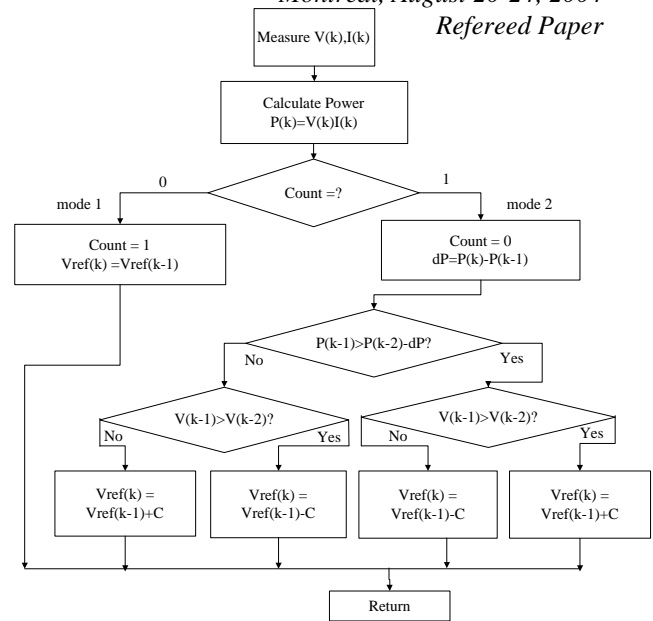 Montreal, August 20-24, 2004
Refereed Paper
Measure V(k),I(k)
Calculate Power
P(k)=V(k)I(k)
Count =?
0
1
mode 1
mode 2
Count = 1
Vref(k) =Vref(k-1)
Count = 0
dP=P(k)-P(k-1)
P(k-1)>P(k-2)-dP?
No
Yes
V(k-1)>V(k-2)?
No
Yes
V(k-1)>V(k-2)?
No
Yes
Vref(k) =
Vref(k-1)+C
Vref(k) =
Vref(k-1)-C
Vref(k) =
Vref(k-1)-C
Vref(k) =
Vref(k-1)+C
Return